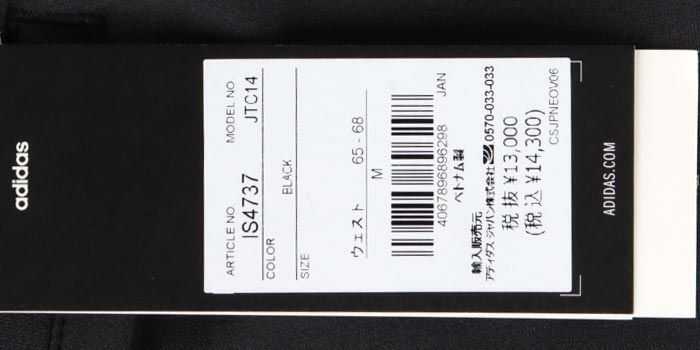 adidas
ARTICLE NO.
MODEL NO.
IS4737
JTC14
COLOR
BLACK
SIZE
ウェスト 65 - 68
M
JAN
4067896896298
ベトナム製
輸入販売元
アディダス ジャパン株式会社 0570-033-033
税 抜 ¥13,000
(税 込 ¥14,300)
CSJPNEOV06
ADIDAS.COM